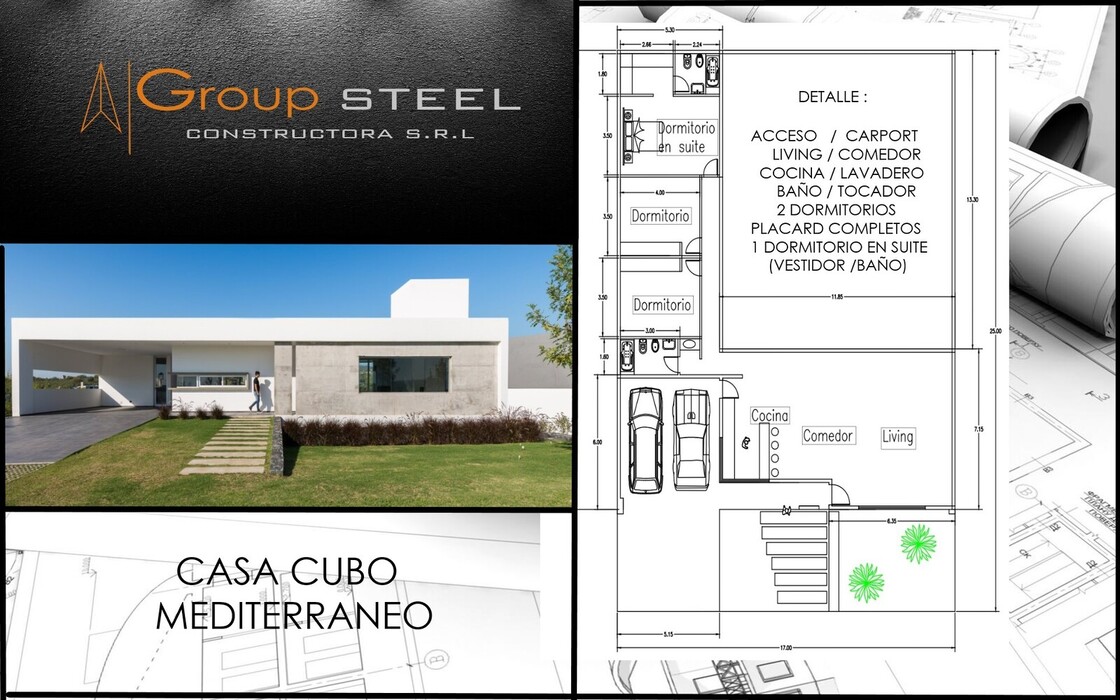 Group STEEL
CONSTRUCTORA S.R.L
CASA CUBO
MEDITERRANEO
DETALLE :
ACCESO / CARPORT
LIVING / COMEDOR
COCINA / LAVADERO
BAÑO / TOCADOR
2 DORMITORIOS
PLACARD COMPLETOS
1 DORMITORIO EN SUITE
(VESTIDOR /BAÑO)
5.30
2.66
2.24
1.60
Dormitorio
en suite
3.50
4.00
Dormitorio
3.50
13.30
11.85
Dormitorio
3.50
3.00
25.00
1.60
Cocina
Comedor
Living
6.00
7.15
6.35
5.15
17.00